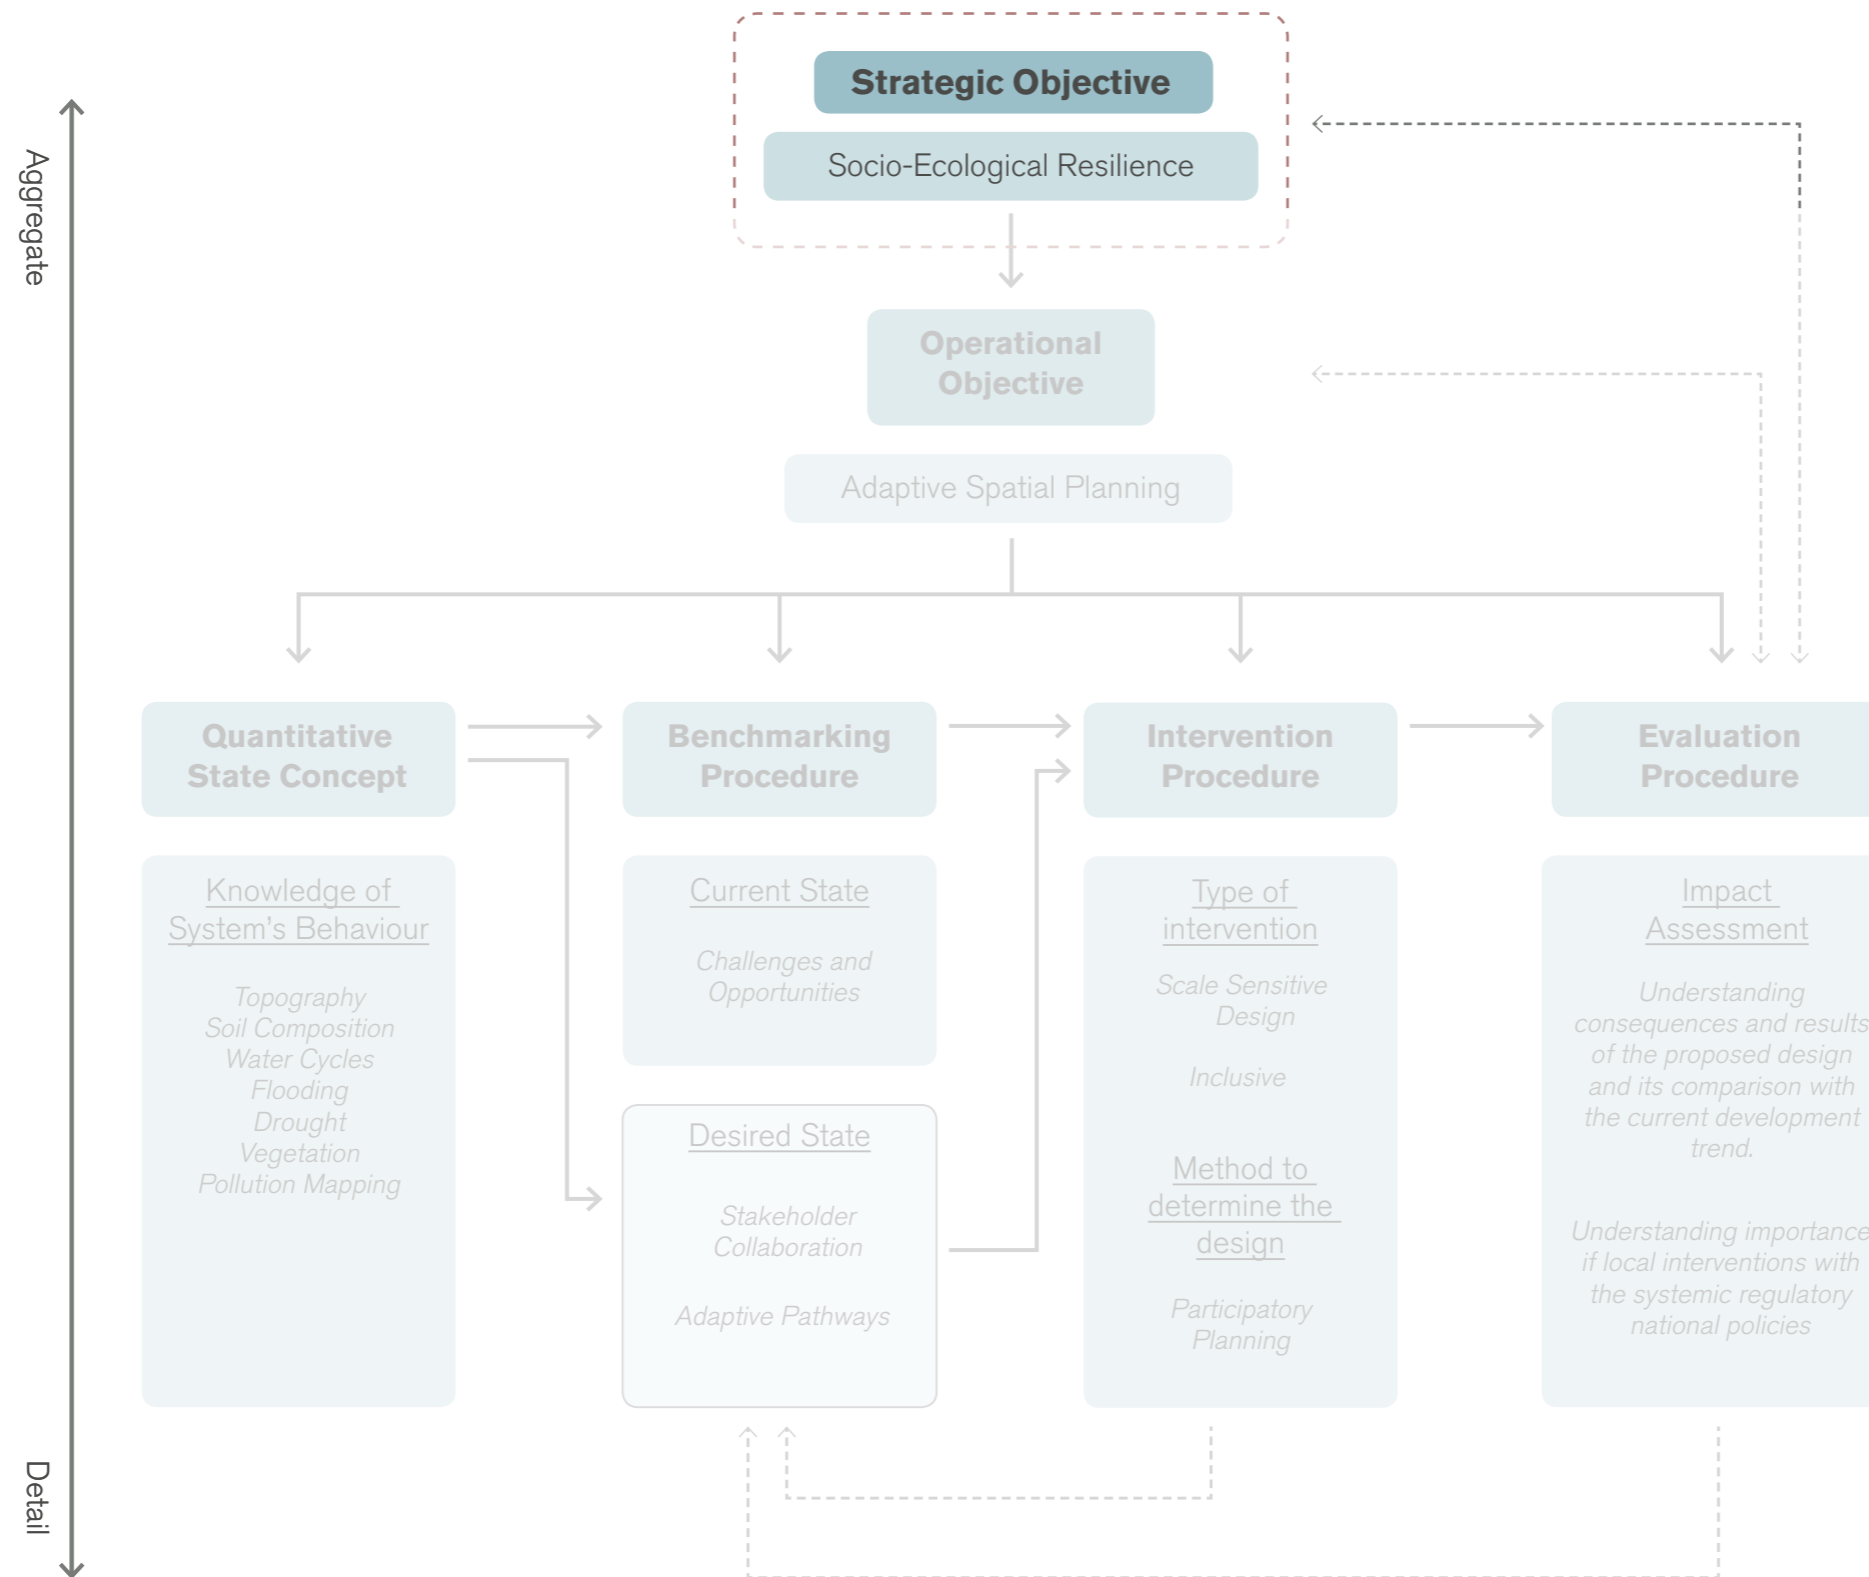 Aggregate
Strategic Objective
Socio-Ecological Resilience
Operational
Objective
Adaptive Spatial Planning
Quantitative
State Concept
Knowledge of
System's Behaviour
Topography
Soil Composition
Water Cycles
Flooding
Drought
Vegetation
Pollution Mapping
Benchmarking
Procedure
Current State
Challenges and
Opportunities
Desired State
Stakeholder
Collaboration
Adaptive Pathways
Intervention
Procedure
Type of
intervention
Scale Sensitive
Design
Inclusive
Method to
determine the
design
Participatory
Planning
Evaluation
Procedure
Impact
Assessment
Understanding
consequences and results
of the proposed design
and its comparison with
the current development
trend.
Understanding importance
if local interventions with
the systemic regulatory
national policies
Detail